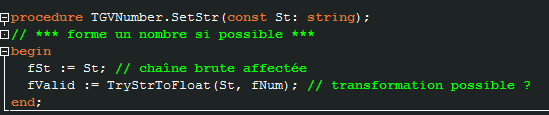 procedure TGVNumber.SetStr(const St: string);
// *** forme un nombre si possible ***
begin
fSt := St; // chaîne brute affectée
fValid := TryStrToFloat(St, fNum); // transformation possible ?
end;